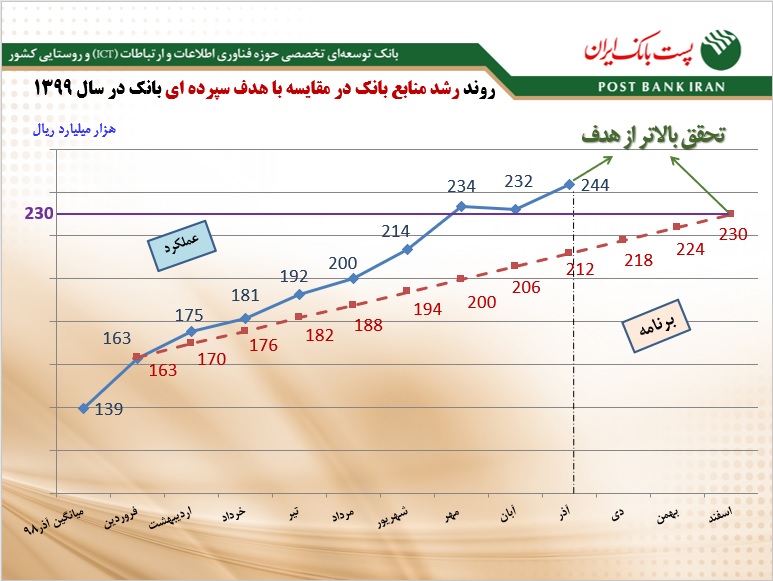 پست بانک ایران
بانک توسعه‌ای تخصصی حوزه فناوری اطلاعات و ارتباطات (ICT) و روستایی کشور
POST BANK IRAN
روند رشد منابع بانک در مقایسه با هدف سپرده ای بانک در سال ۱۳۹۹
هزار میلیارد ریال
تحقق بالاتر از هدف
234
232
244
230
214
230
عملکرد
200
192
224
218
212
206
200
194
188
182
176
170
163
181
175
163
139
برنامه
میانگین آذر۹۸
فروردین
اردیبهشت
خرداد
تیر
مرداد
شهریور
مهر
آبان
آذر
دی
بهمن
اسفند